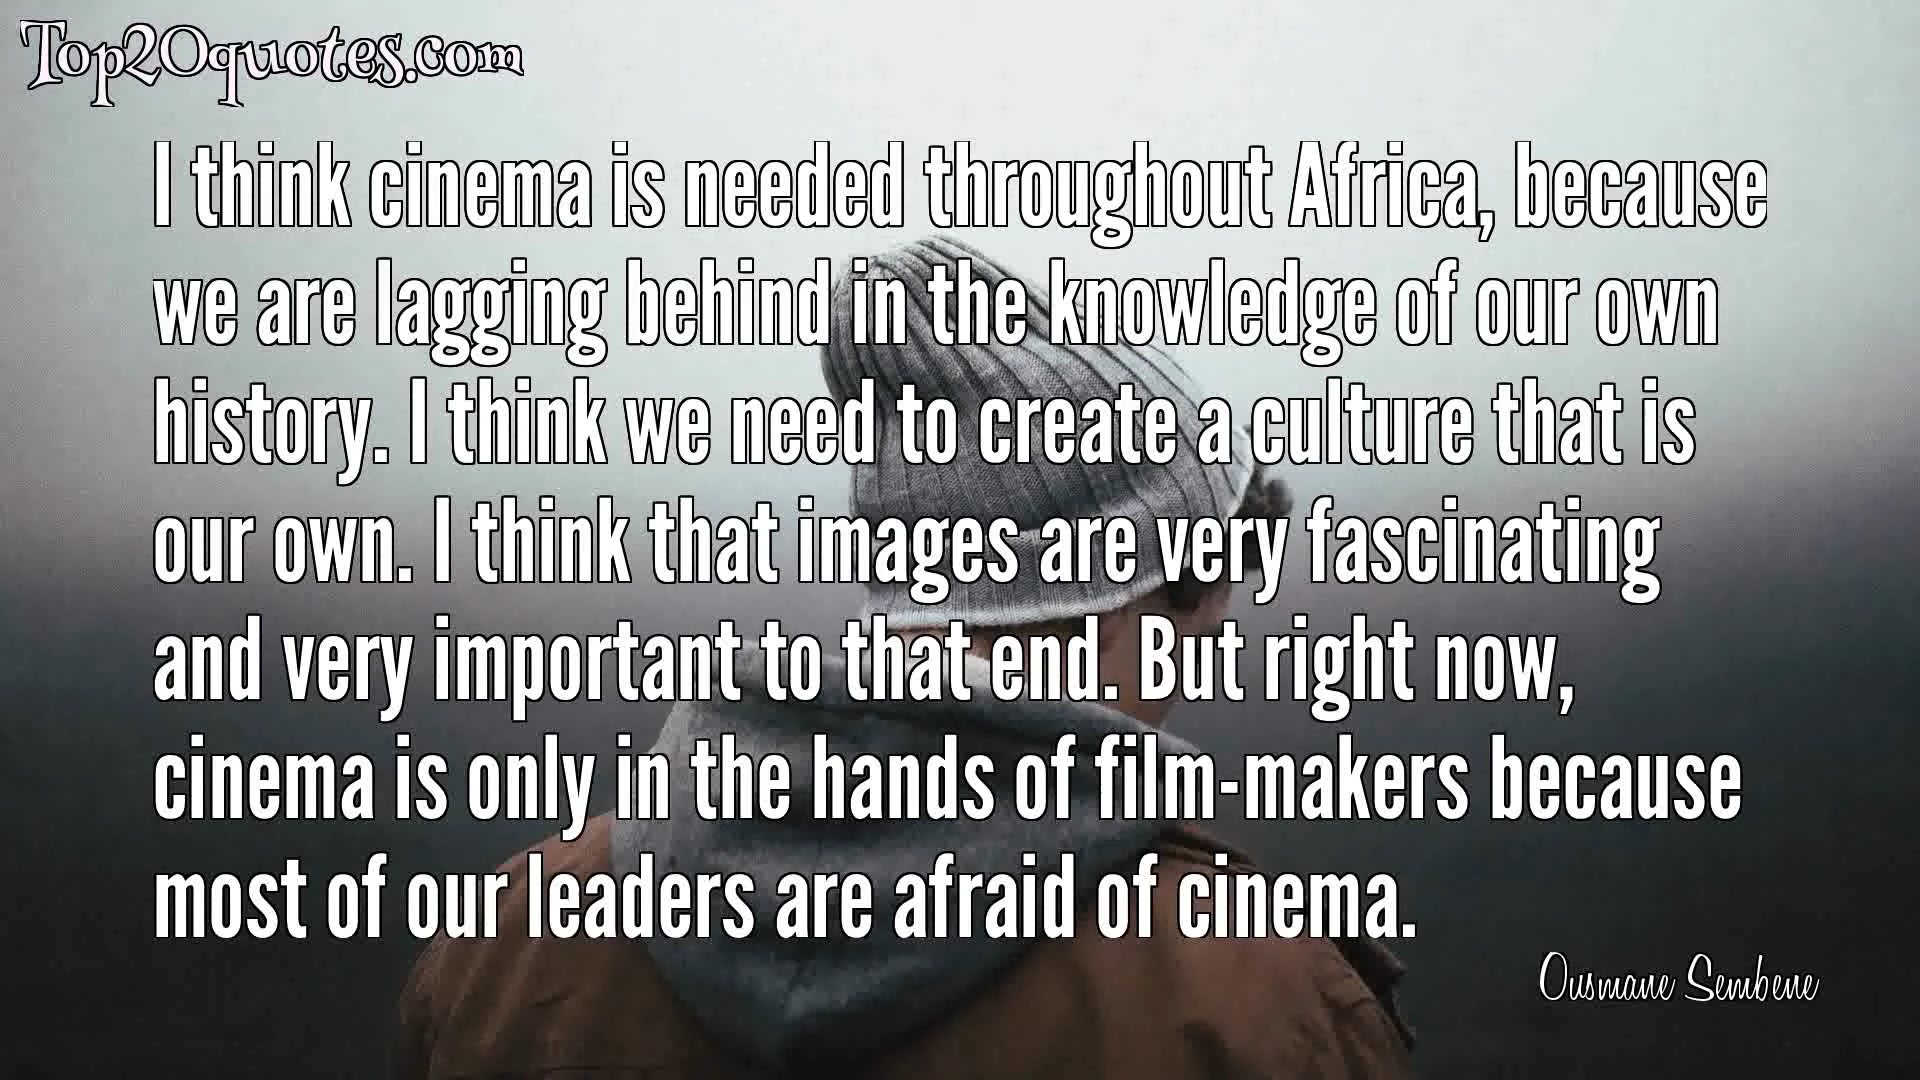 Top20quotes.com
I think cinema is needed throughout Africa, because
we are lagging behind in the knowledge of our own
history. I think we need to create a culture that is
our own. I think that images are very fascinating
and very important to that end. But right now,
cinema is only in the hands of film-makers because
most of our leaders are afraid of cinema.
Ousmane Sembene